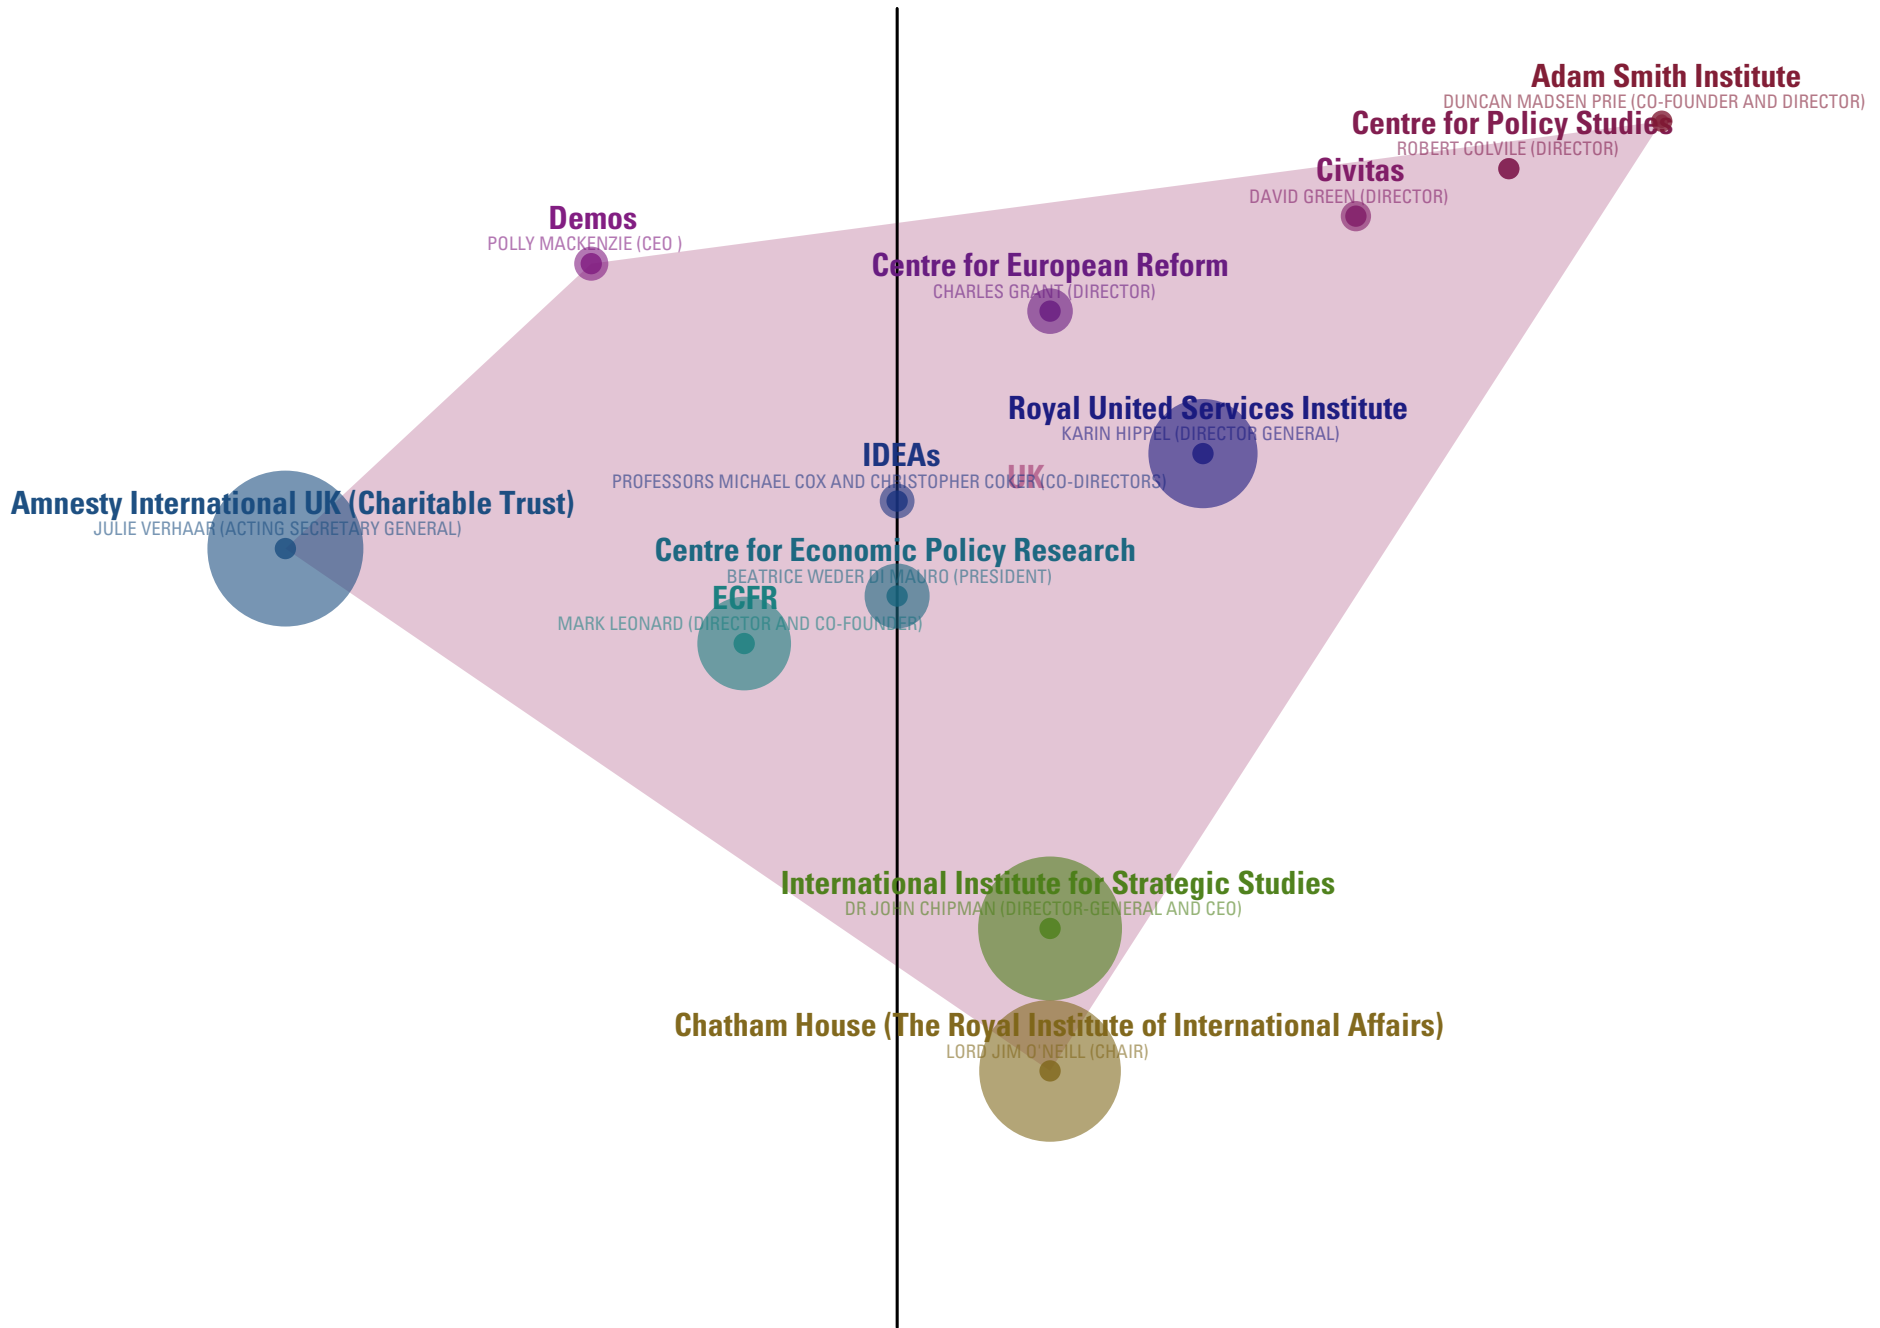 Adam Smith Institute
DUNCAN MADSEN PRIE (CO-FOUNDER AND DIRECTOR)
Centre for Policy Studies
ROBERT COLVILE (DIRECTOR)
Civitas
DAVID GREEN (DIRECTOR)
Demos
POLLY MACKENZIE (CEO )
Centre for European Reform
CHARLES GRANT (DIRECTOR)
Royal United Services Institute
KARIN HIPPEL (DIRECTOR GENERAL)
IDEAs
PROFESSORS MICHAEL COX AND CHRISTOPHER COKER (CO-DIRECTORS)
UK
Amnesty International UK (Charitable Trust)
JULIE VERHAAR (ACTING SECRETARY GENERAL)
Centre for Economic Policy Research
BEATRICE WEDER DI MAURO (PRESIDENT)
ECFR
MARK LEONARD (DIRECTOR AND CO-FOUNDER)
International Institute for Strategic Studies
DR JOHN CHIPMAN (DIRECTOR-GENERAL AND CEO)
Chatham House (The Royal Institute of International Affairs)
LORD JIM O'NEILL (CHAIR)